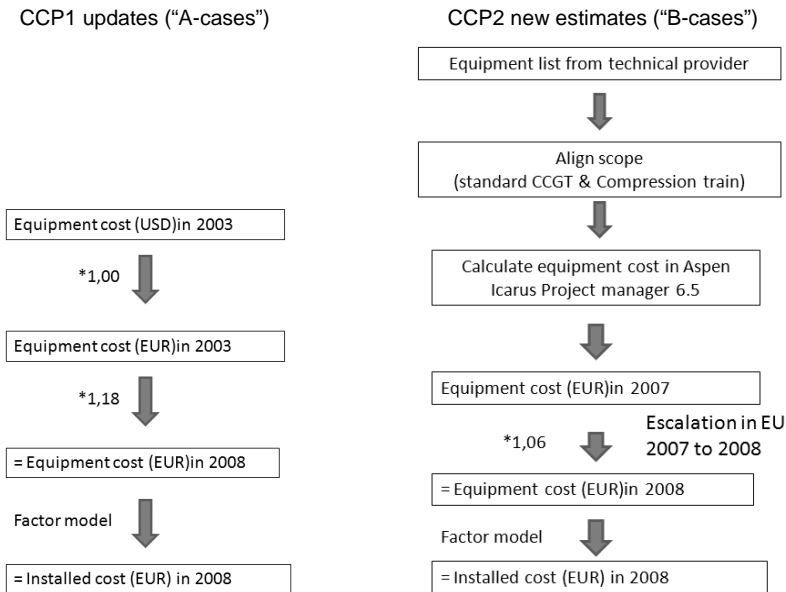 CCP1 updates (“A-cases”)
Equipment cost (USD)in 2003
*1,00
Equipment cost (EUR)in 2003
*1,18
= Equipment cost (EUR)in 2008
Factor model
= Installed cost (EUR) in 2008
CCP2 new estimates (“B-cases”)
Equipment list from technical provider
Align scope
(standard CCGT & Compression train)
Calculate equipment cost in Aspen
Icarus Project manager 6.5
Equipment cost (EUR)in 2007
*1,06
Escalation in EU
2007 to 2008
= Equipment cost (EUR)in 2008
Factor model
= Installed cost (EUR) in 2008